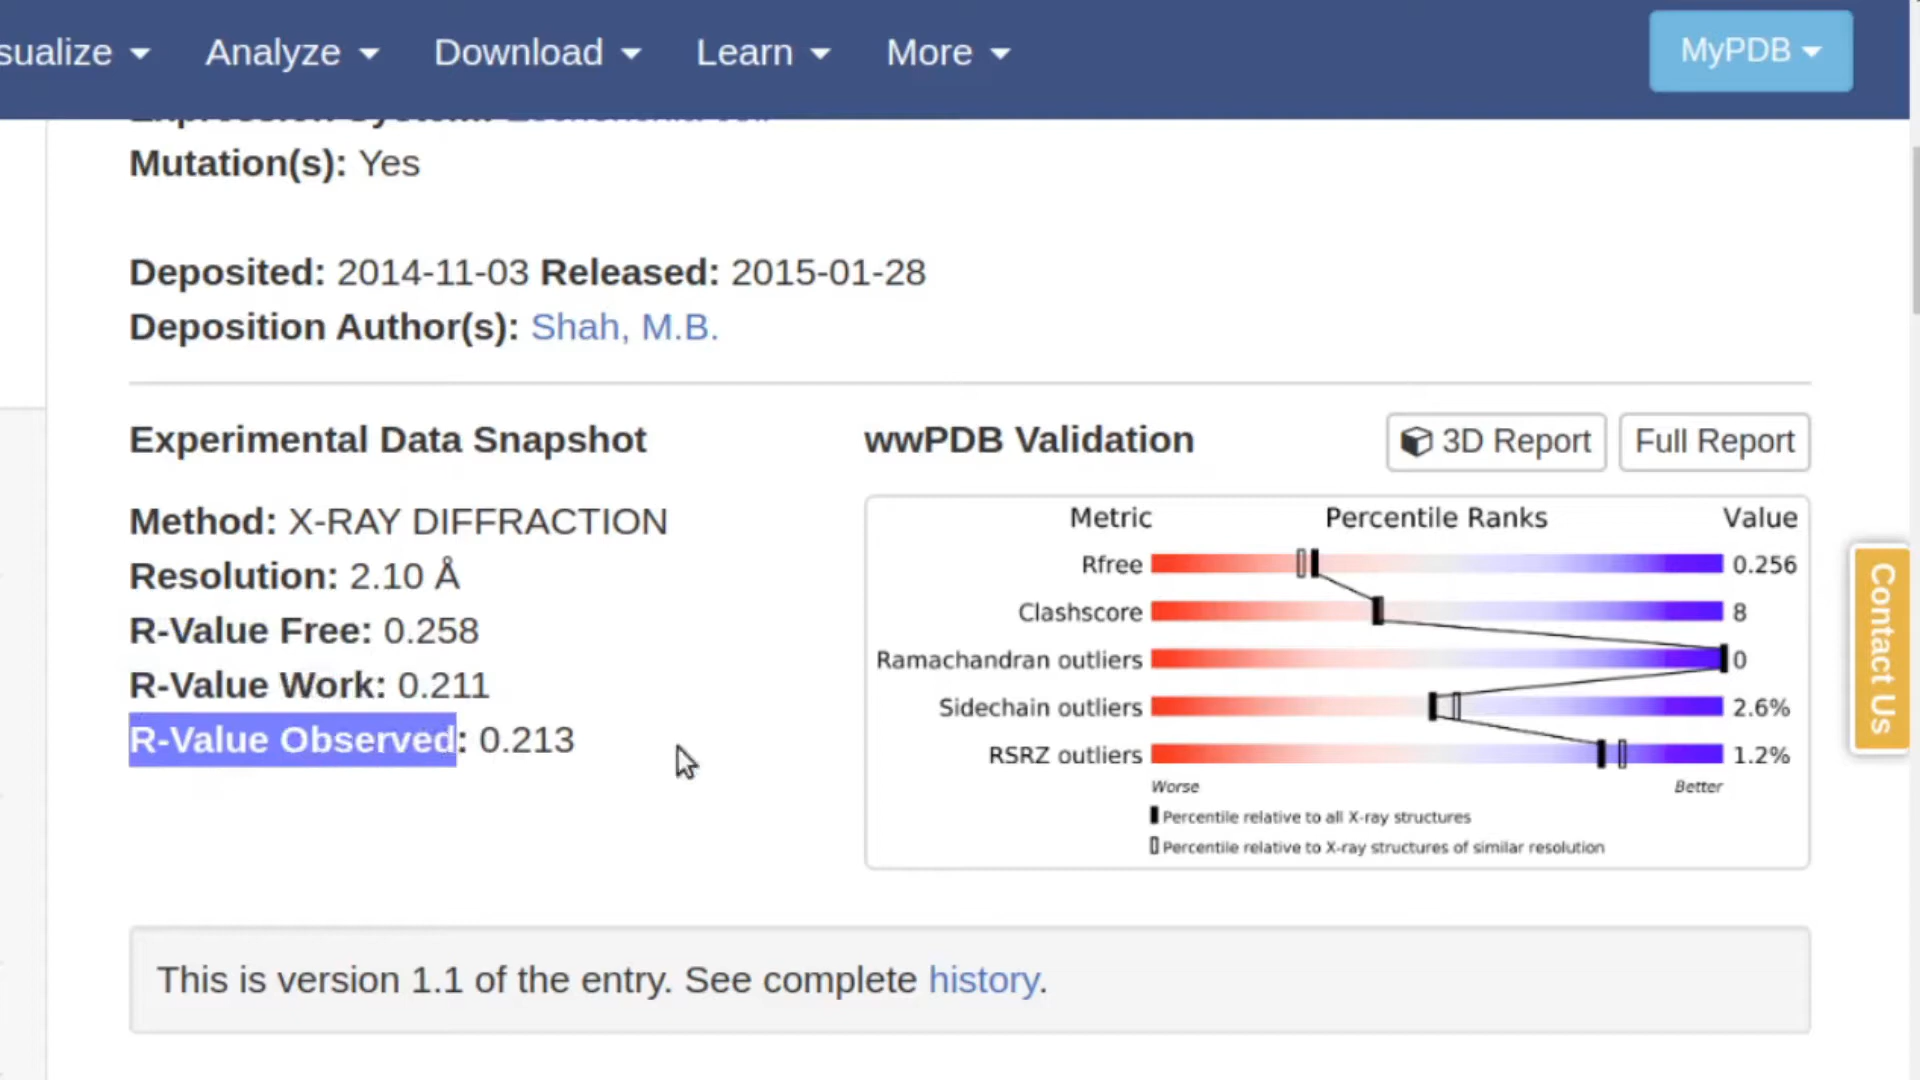 sualize Analyze Download Learn More MyPDB
Mutation(s): Yes
Deposited: 2014-11-03 Released: 2015-01-28
Deposition Author(s): Shah, M.B.
Experimental Data Snapshot
Method: X-RAY DIFFRACTION
Resolution: 2.10 Å
R-Value Free: 0.258
R-Value Work: 0.211
R-Value Observed: 0.213
wwPDB Validation
3D Report
Full Report
Metric Percentile Ranks Value
Rfree 0.256
Clashscore 8
Ramachandran outliers 0
Sidechain outliers 2.6%
RSRZ outliers 1.2%
Worse Better
Percentile relative to all X-ray structures
Percentile relative to X-ray structures of similar resolution
Contact Us
This is version 1.1 of the entry. See complete history.